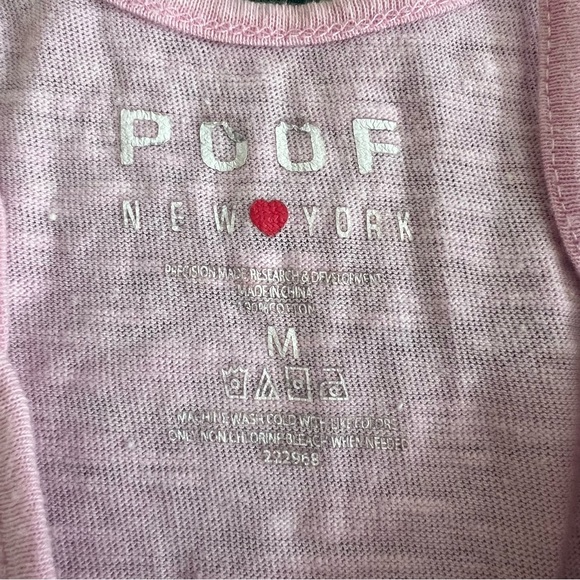 POOF
NEW YORK
PRECISION MADE RESEARCH & DEVELOPMENT
MADE IN CHINA
100% COTTON
M
MACHINE WASH COLD WITH LIKE COLORS
ONLY NON CHLORINE BLEACH WHEN NEEDED
222968